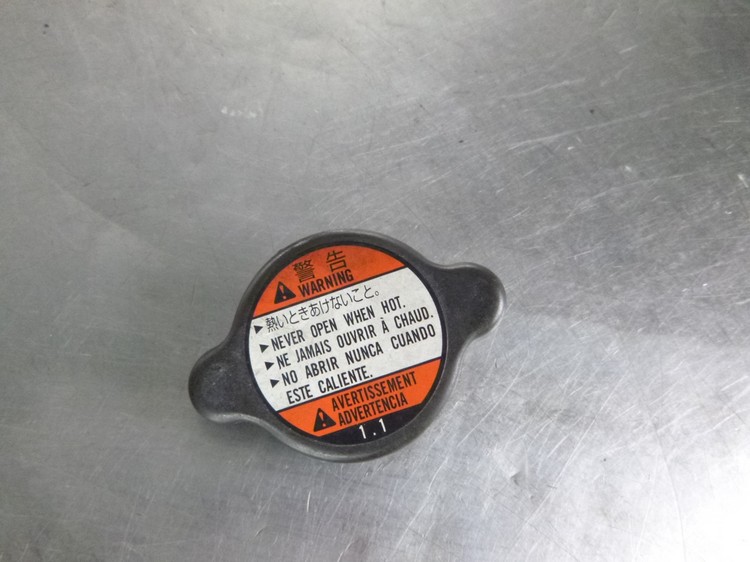 警告
WARNING
▶熱いときあけないこと。
▶NEVER OPEN WHEN HOT.
▶NE JAMAIS OUVRIR À CHAUD.
▶NO ABRIR NUNCA CUANDO
ESTE CALIENTE.
AVERTISSEMENT
ADVERTENCIA
1.1